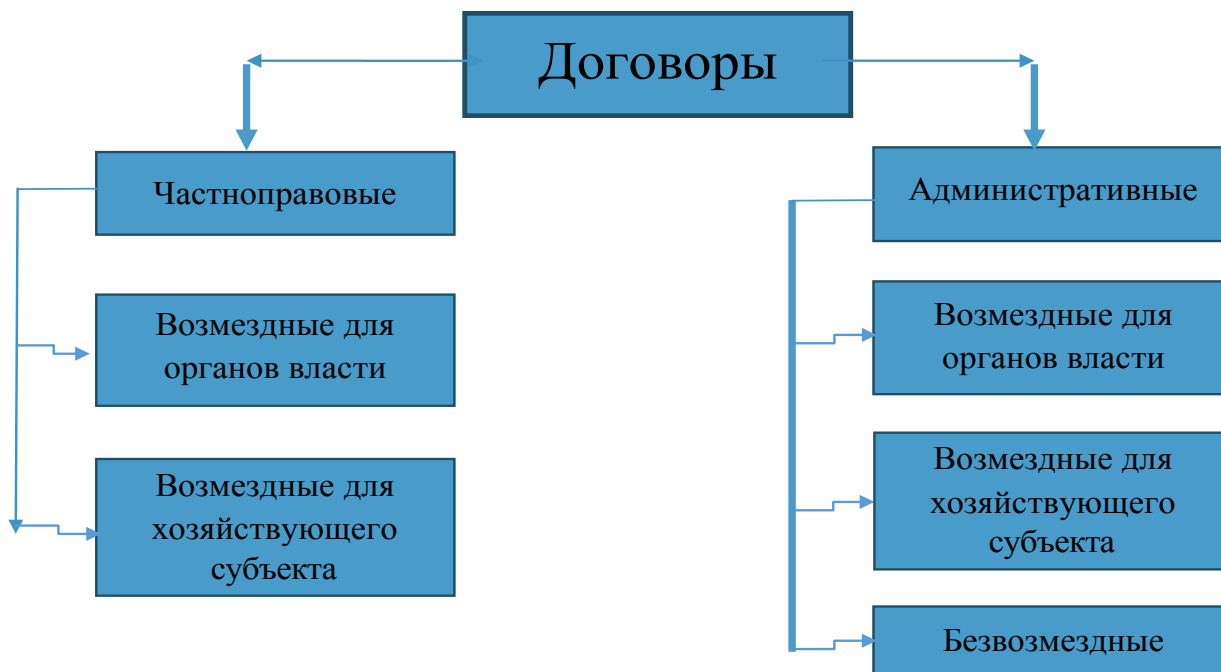 Договоры
Частноправовые
Возмездные для
органов власти
Возмездные для
хозяйствующего
субъекта
Административные
Возмездные для
органов власти
Возмездные для
хозяйствующего
субъекта
Безвозмездные